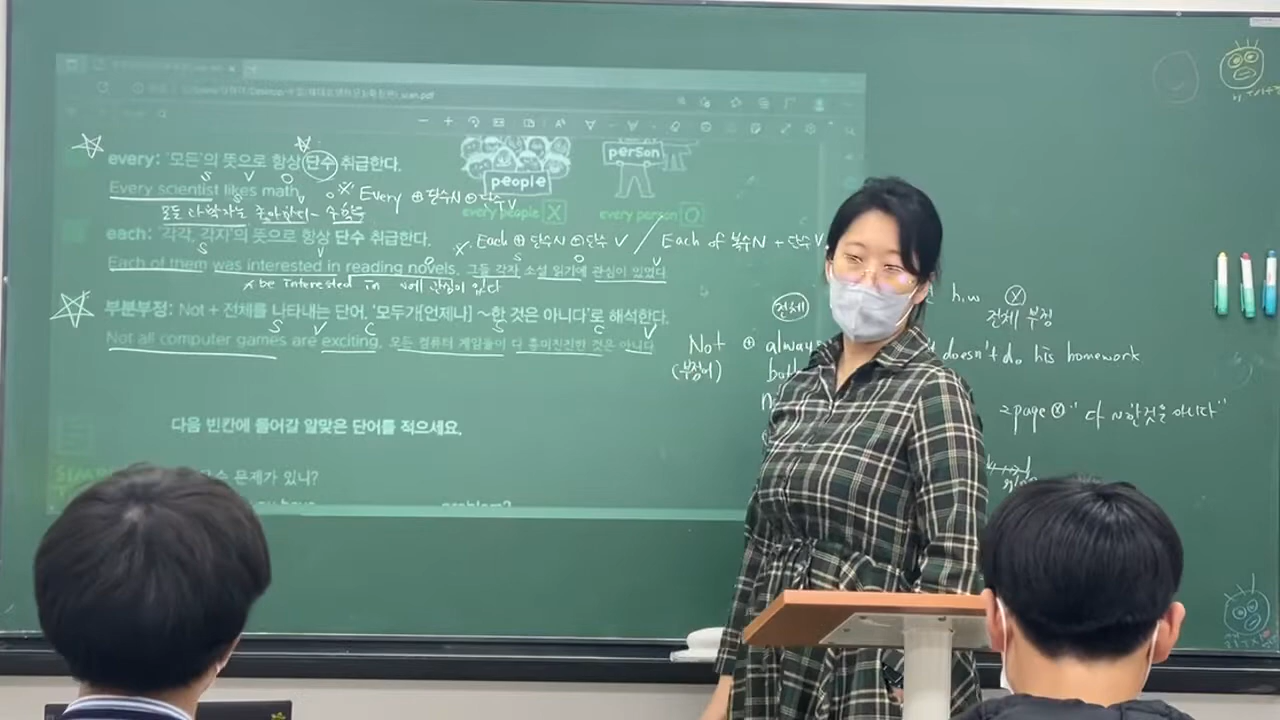 _scan.pdf
every: '모든'의 뜻으로 항상 단수 취급한다.
S V O
Every scientist likes math.
※ Every ⊕ 단수N ⊕ 단수V
모든 과학자는 좋아한다 수학을
people
person
every people X
every person O
each: '각각, 각자'의 뜻으로 항상 단수 취급한다.
※ Each ⊕ 단수N ⊕ 단수 V / Each of 복수N + 단수V
S V O S O V
Each of them was interested in reading novels. 그들 각자 소설 읽기에 관심이 있었다.
be interested in ~에 관심이 있다
부분부정: Not + 전체를 나타내는 단어, '모두개[언제나] ~한 것은 아니다'로 해석한다.
S V C S C V
Not all computer games are exciting. 모든 컴퓨터 게임들이 다 흥미진진한 것은 아니다
다음 빈칸에 들어갈 알맞은 단어를 적으세요.
문제가 있니?
problem?
전체
Not ⊕ always
(부정어)
전체 부정
doesn't do his homework
2page
" 다 ~한것은 아니다"